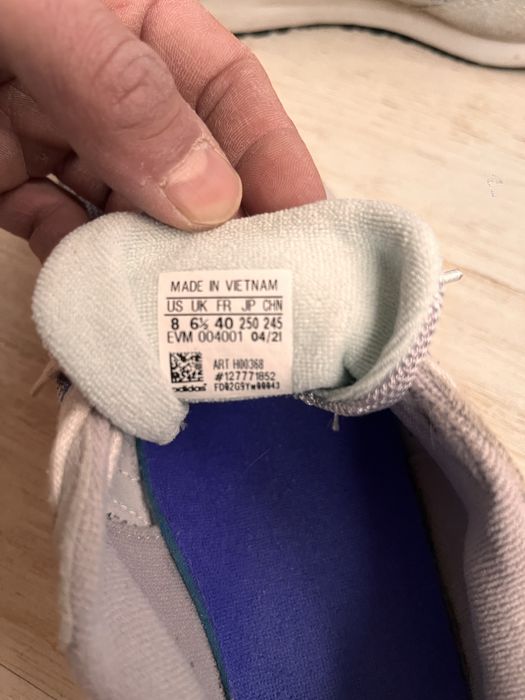 MADE IN VIETNAM
US UK FR JP CHN
8 6½ 40 250 245
EVM 004001 04/21
ART H00368
#127771852
adidas FD02G9YW00043